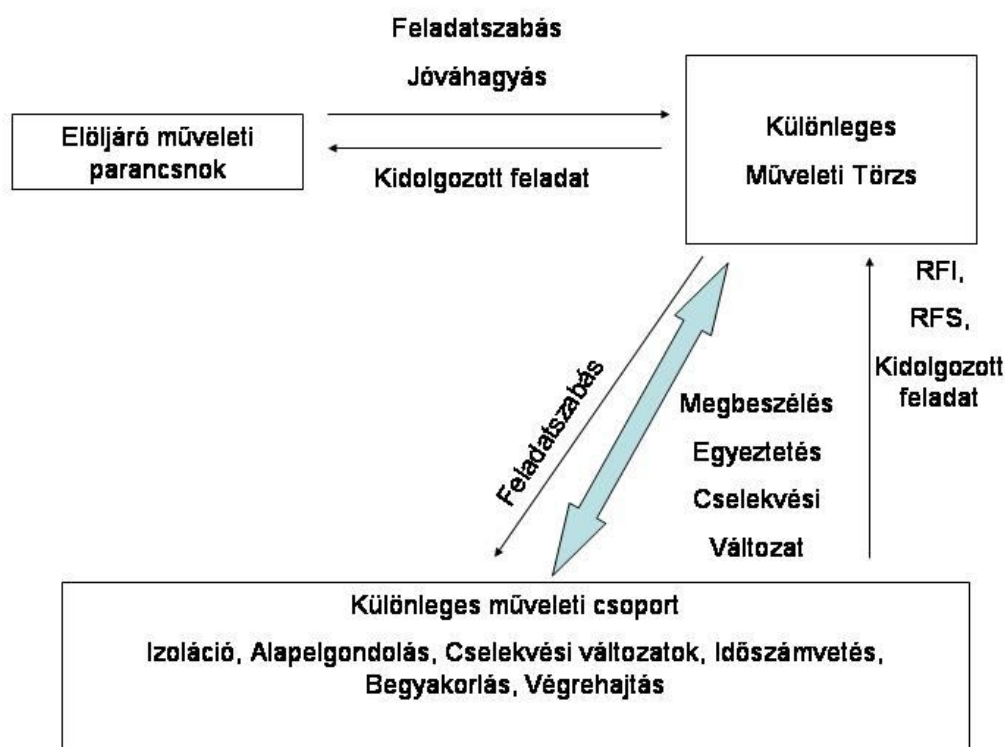 Feladatszabás
Jóváhagyás
Elöljáró műveleti
parancsnok
Kidolgozott feladat
Különleges
Műveleti Törzs
RFI,
RFS,
Kidolgozott
feladat
Feladatszabás
Megbeszélés
Egyeztetés
Cselekvési
Változat
Különleges műveleti csoport
Izoláció, Alapelgondolás, Cselekvési változatok, Időszámvetés,
Begyakorlás, Végrehajtás